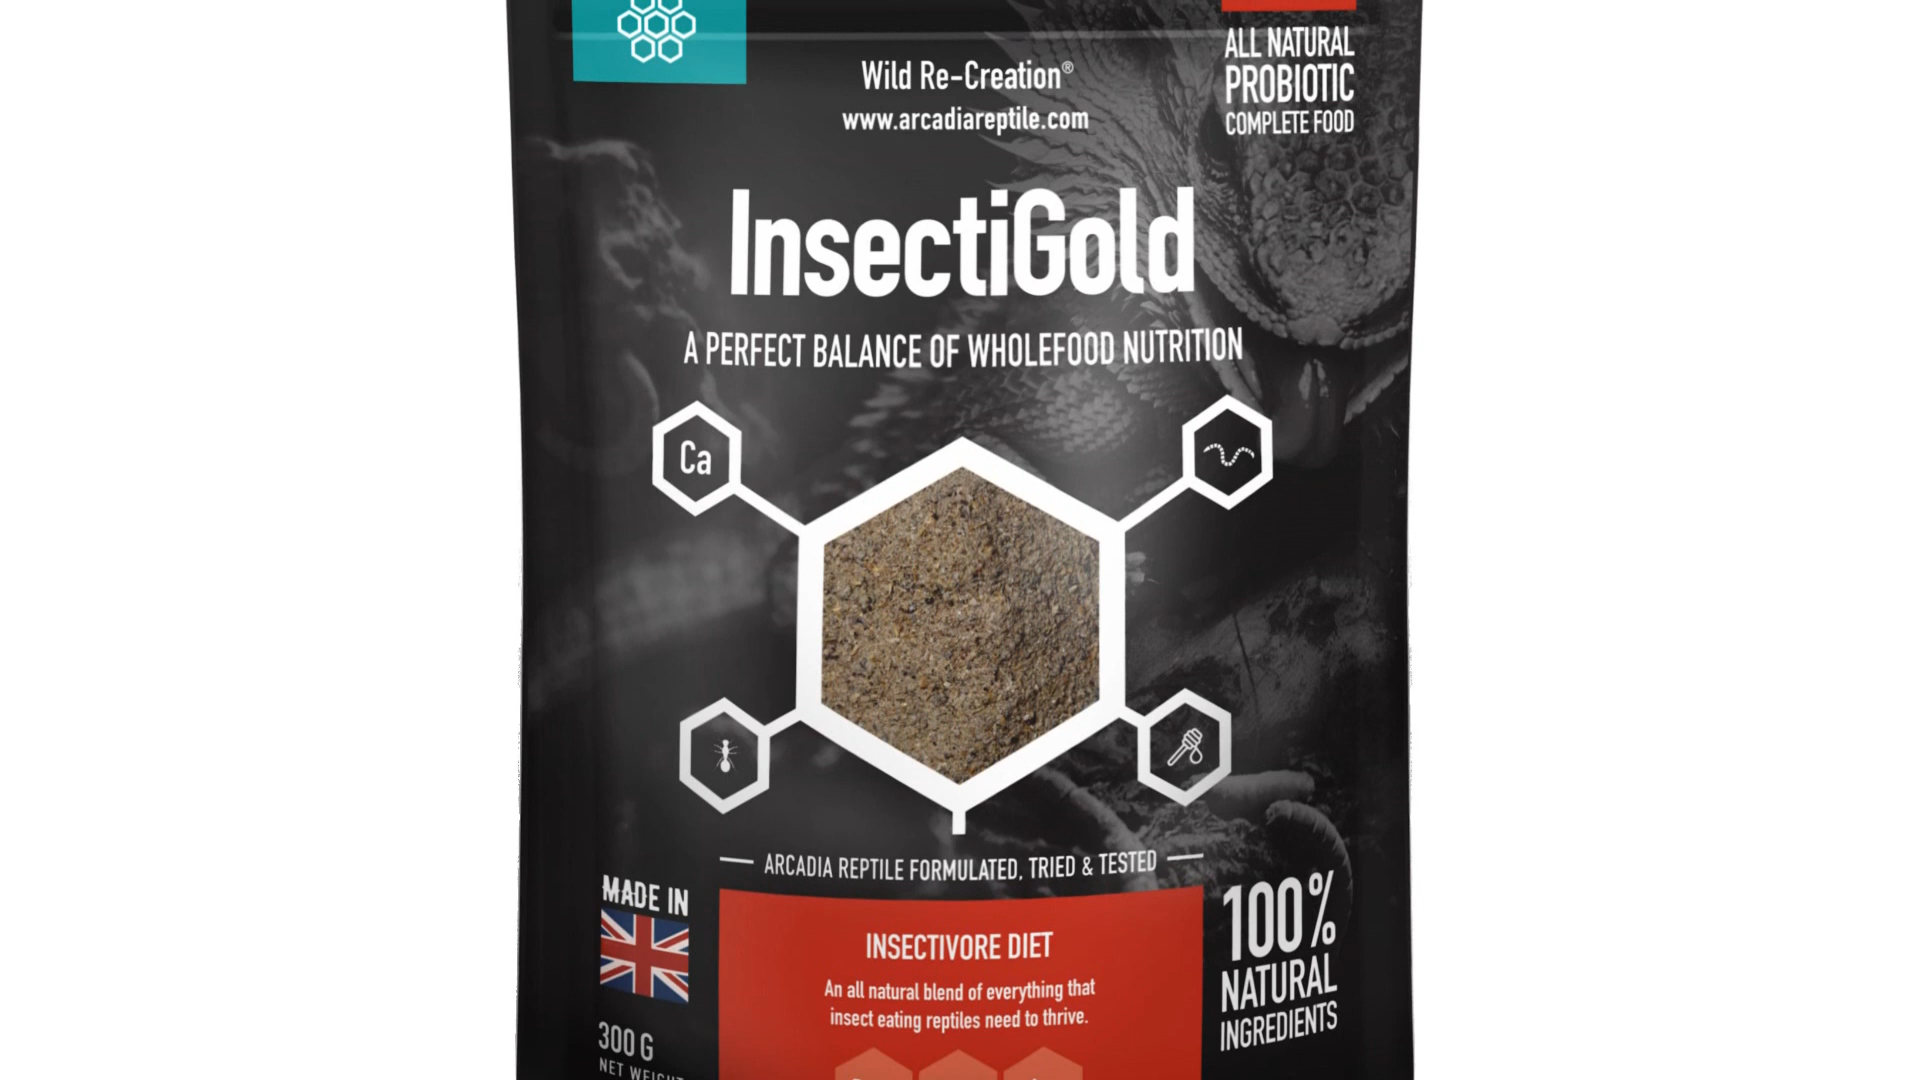 Wild Re-Creation®
www.arcadiareptile.com
ALL NATURAL
PROBIOTIC
COMPLETE FOOD
InsectiGold
A PERFECT BALANCE OF WHOLEFOOD NUTRITION
Ca
ARCADIA REPTILE FORMULATED, TRIED & TESTED
MADE IN
300 G
NET WEIGHT
INSECTIVORE DIET
An all natural blend of everything that
insect eating reptiles need to thrive.
100%
NATURAL
INGREDIENTS